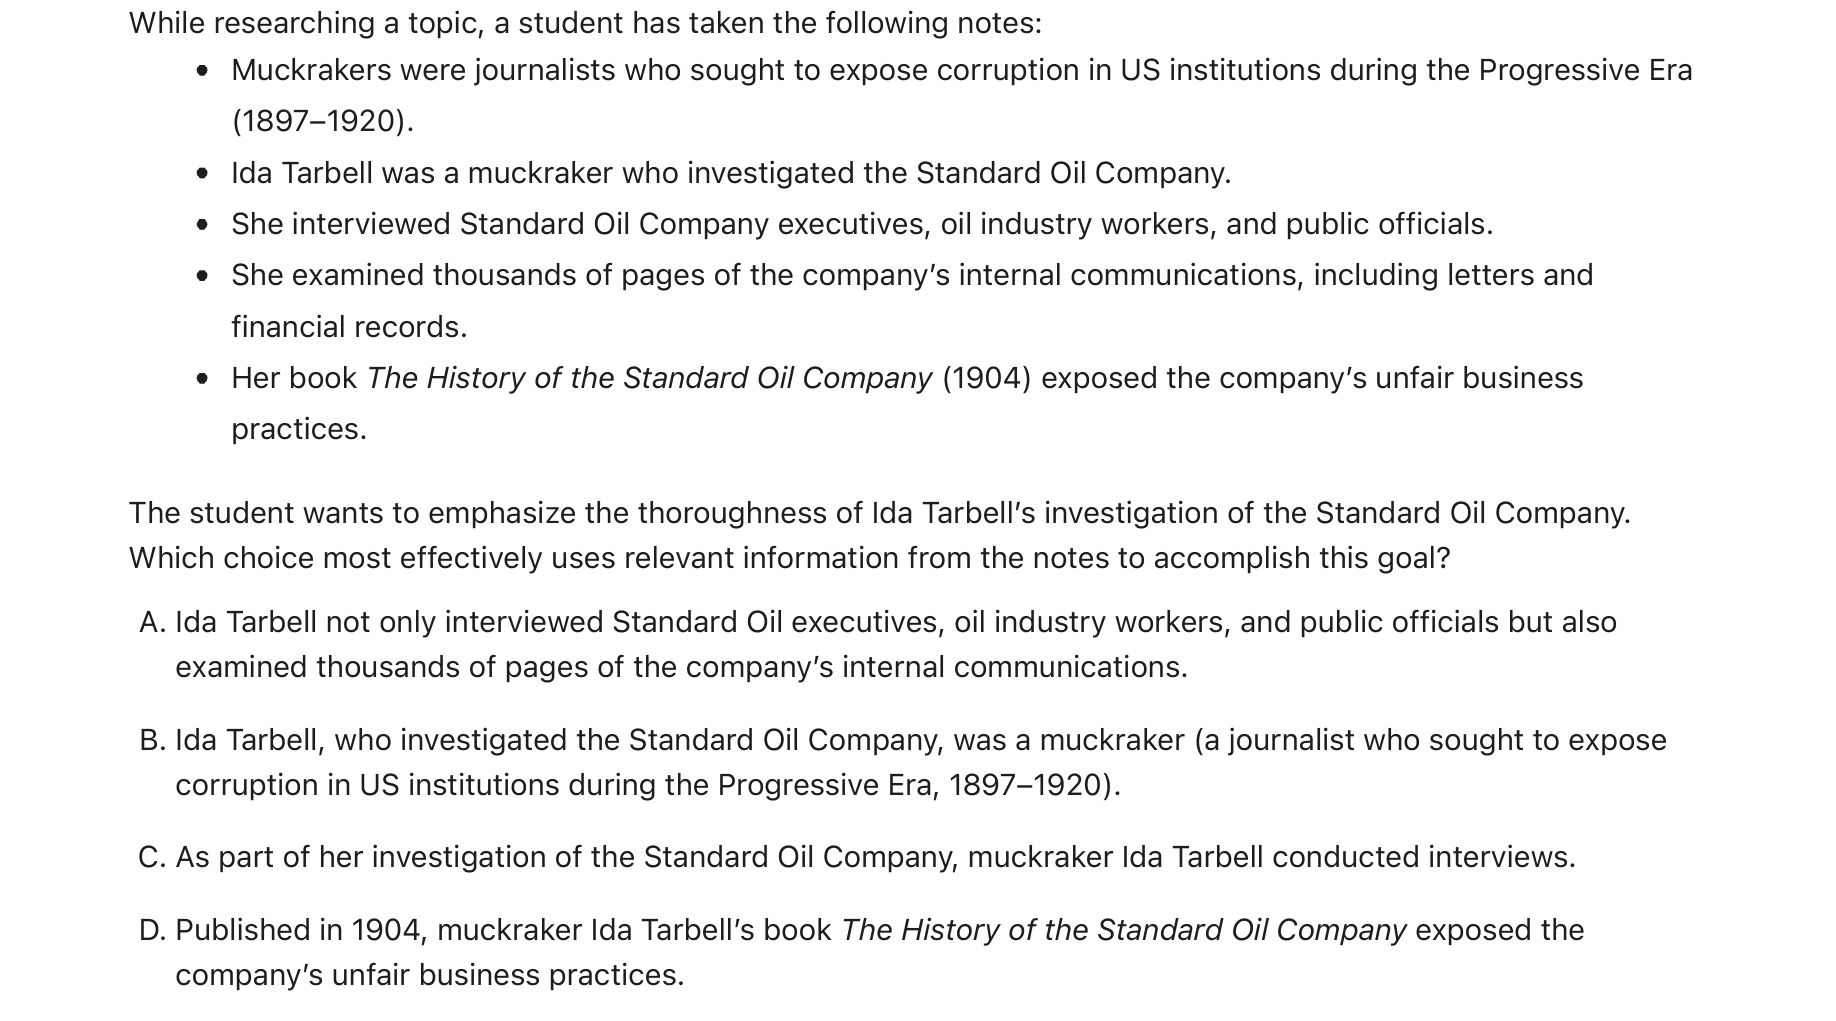 While researching a topic, a student has taken the following notes:
• Muckrakers were journalists who sought to expose corruption in US institutions during the Progressive Era
(1897–1920).
• Ida Tarbell was a muckraker who investigated the Standard Oil Company.
• She interviewed Standard Oil Company executives, oil industry workers, and public officials.
• She examined thousands of pages of the company’s internal communications, including letters and
financial records.
• Her book The History of the Standard Oil Company (1904) exposed the company’s unfair business
practices.
The student wants to emphasize the thoroughness of Ida Tarbell’s investigation of the Standard Oil Company.
Which choice most effectively uses relevant information from the notes to accomplish this goal?
A. Ida Tarbell not only interviewed Standard Oil executives, oil industry workers, and public officials but also
examined thousands of pages of the company’s internal communications.
B. Ida Tarbell, who investigated the Standard Oil Company, was a muckraker (a journalist who sought to expose
corruption in US institutions during the Progressive Era, 1897–1920).
C. As part of her investigation of the Standard Oil Company, muckraker Ida Tarbell conducted interviews.
D. Published in 1904, muckraker Ida Tarbell’s book The History of the Standard Oil Company exposed the
company’s unfair business practices.